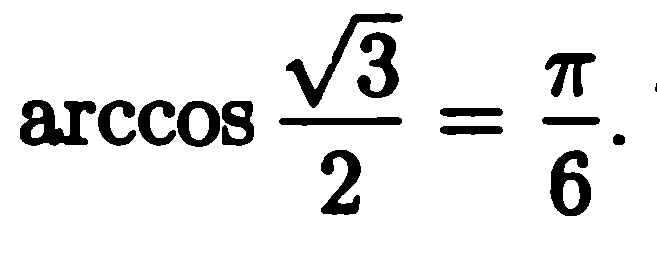 arccos √3/2 = π/6.